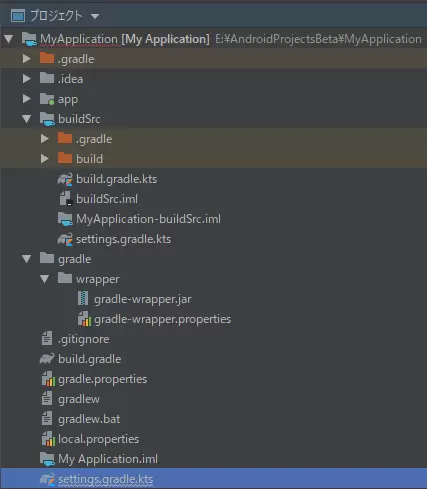 プロジェクト
MyApplication [My Application] E:¥AndroidProjectsBeta¥MyApplication
.gradle
.idea
app
buildSrc
.gradle
build
build.gradle.kts
buildSrc.iml
MyApplication-buildSrc.iml
settings.gradle.kts
gradle
wrapper
gradle-wrapper.jar
gradle-wrapper.properties
.gitignore
build.gradle
gradle.properties
gradlew
gradlew.bat
local.properties
My Application.iml
settings.gradle.kts